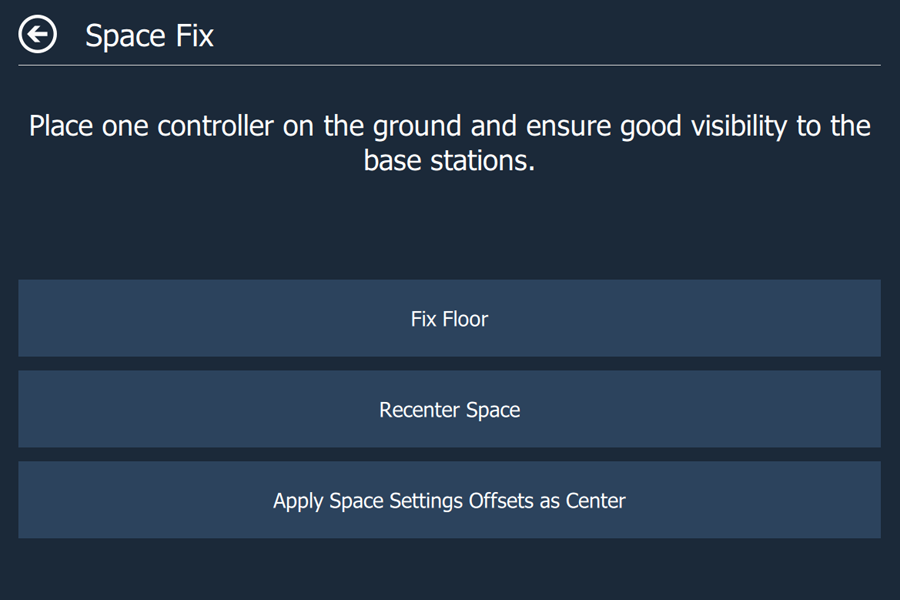 Space Fix
Place one controller on the ground and ensure good visibility to the
base stations.
Fix Floor
Recenter Space
Apply Space Settings Offsets as Center